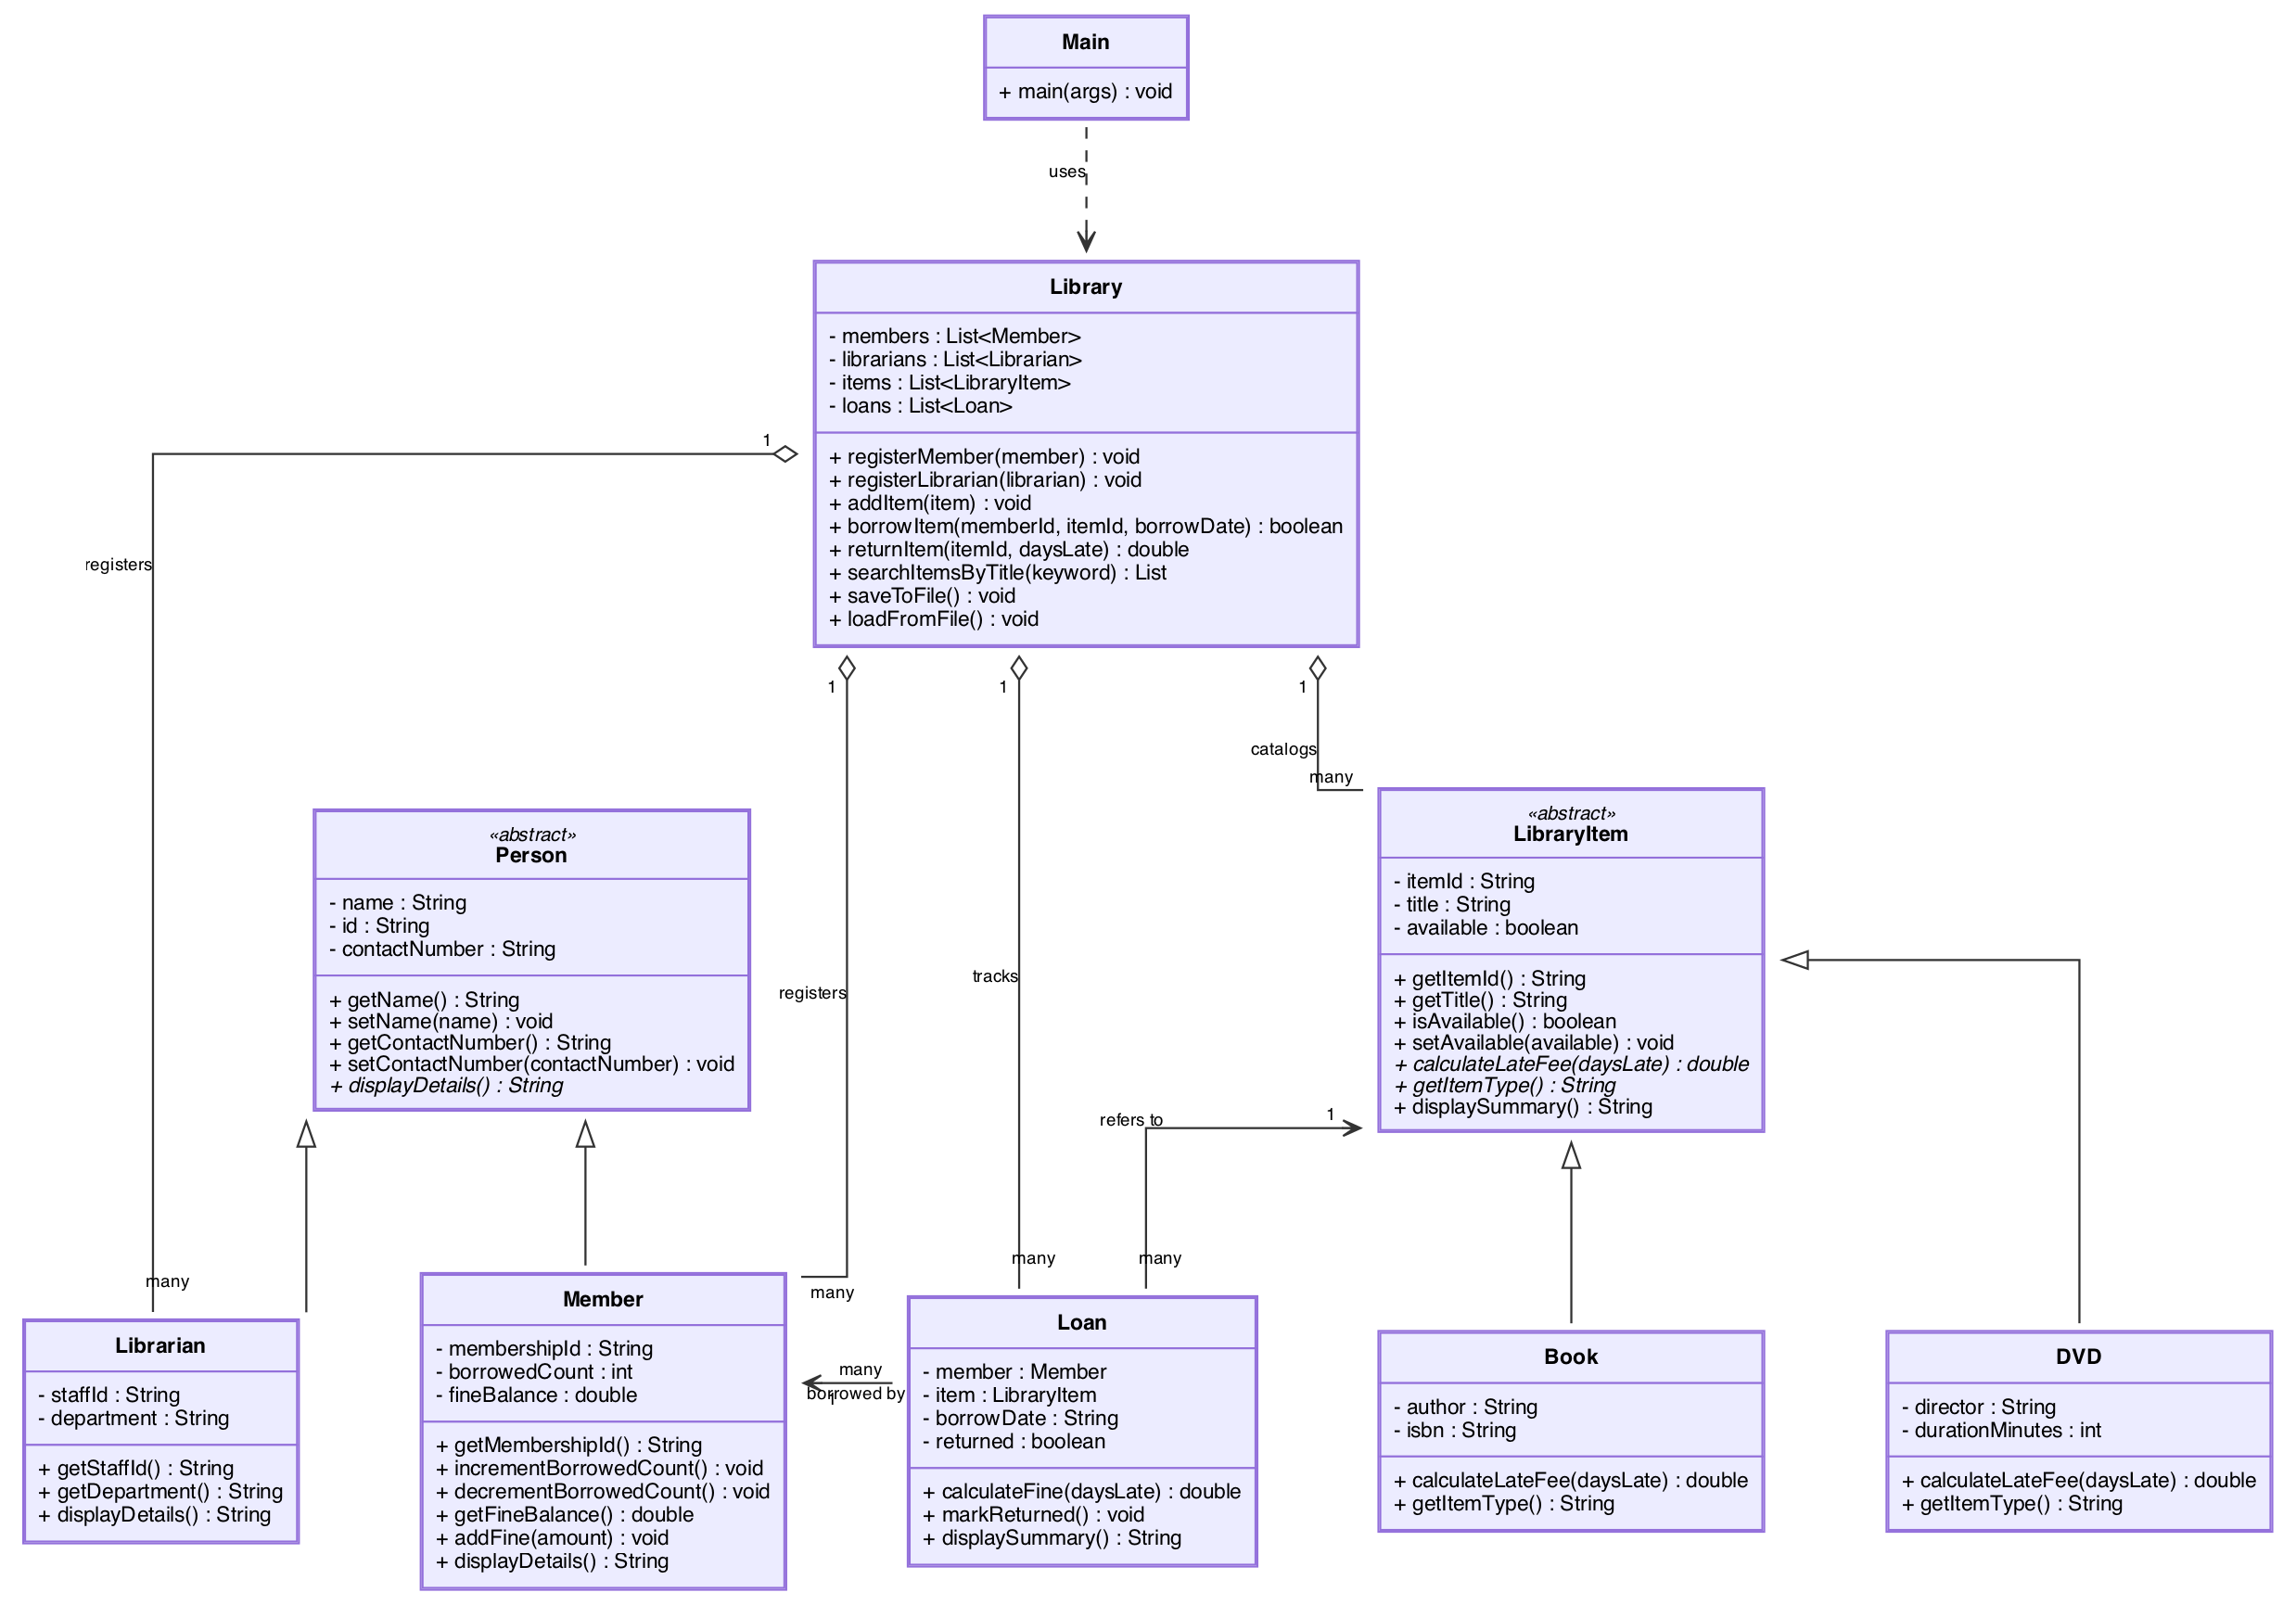 Main
+ main(args) : void
uses
Library
- members : List<Member>
- librarians : List<Librarian>
- items : List<LibraryItem>
- loans : List<Loan>
+ registerMember(member) : void
+ registerLibrarian(librarian) : void
+ addItem(item) : void
+ borrowItem(memberId, itemId, borrowDate) : boolean
+ returnItem(itemId, daysLate) : double
+ searchItemsByTitle(keyword) : List
+ saveToFile() : void
+ loadFromFile() : void
1
registers
many
1
registers
many
1
tracks
many
1
catalogs
many
«abstract»
Person
- name : String
- id : String
- contactNumber : String
+ getName() : String
+ setName(name) : void
+ getContactNumber() : String
+ setContactNumber(contactNumber) : void
+ displayDetails() : String
«abstract»
LibraryItem
- itemId : String
- title : String
- available : boolean
+ getItemId() : String
+ getTitle() : String
+ isAvailable() : boolean
+ setAvailable(available) : void
+ calculateLateFee(daysLate) : double
+ getItemType() : String
+ displaySummary() : String
refers to
1
many
Librarian
- staffId : String
- department : String
+ getStaffId() : String
+ getDepartment() : String
+ displayDetails() : String
Member
- membershipId : String
- borrowedCount : int
- fineBalance : double
+ getMembershipId() : String
+ incrementBorrowedCount() : void
+ decrementBorrowedCount() : void
+ getFineBalance() : double
+ addFine(amount) : void
+ displayDetails() : String
many
borrowed by
1
Loan
- member : Member
- item : LibraryItem
- borrowDate : String
- returned : boolean
+ calculateFine(daysLate) : double
+ markReturned() : void
+ displaySummary() : String
Book
- author : String
- isbn : String
+ calculateLateFee(daysLate) : double
+ getItemType() : String
DVD
- director : String
- durationMinutes : int
+ calculateLateFee(daysLate) : double
+ getItemType() : String